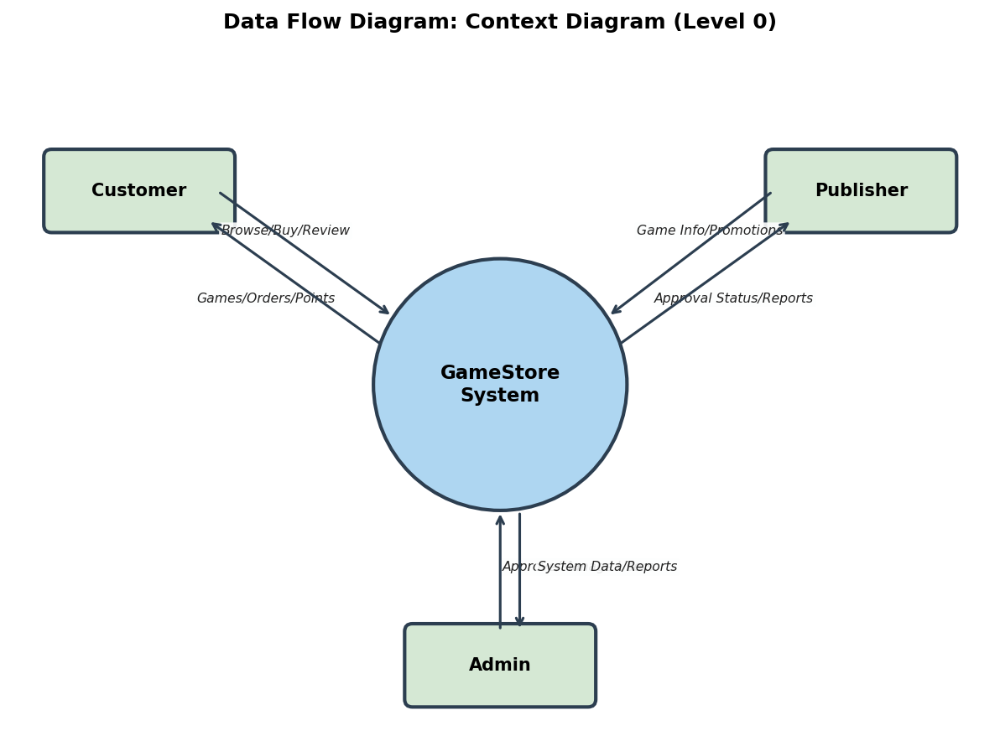 Data Flow Diagram: Context Diagram (Level 0)
Customer
Publisher
Browse/Buy/Review
Game Info/Promotions
Games/Orders/Points
Approval Status/Reports
GameStore
System
System Data/Reports
Admin